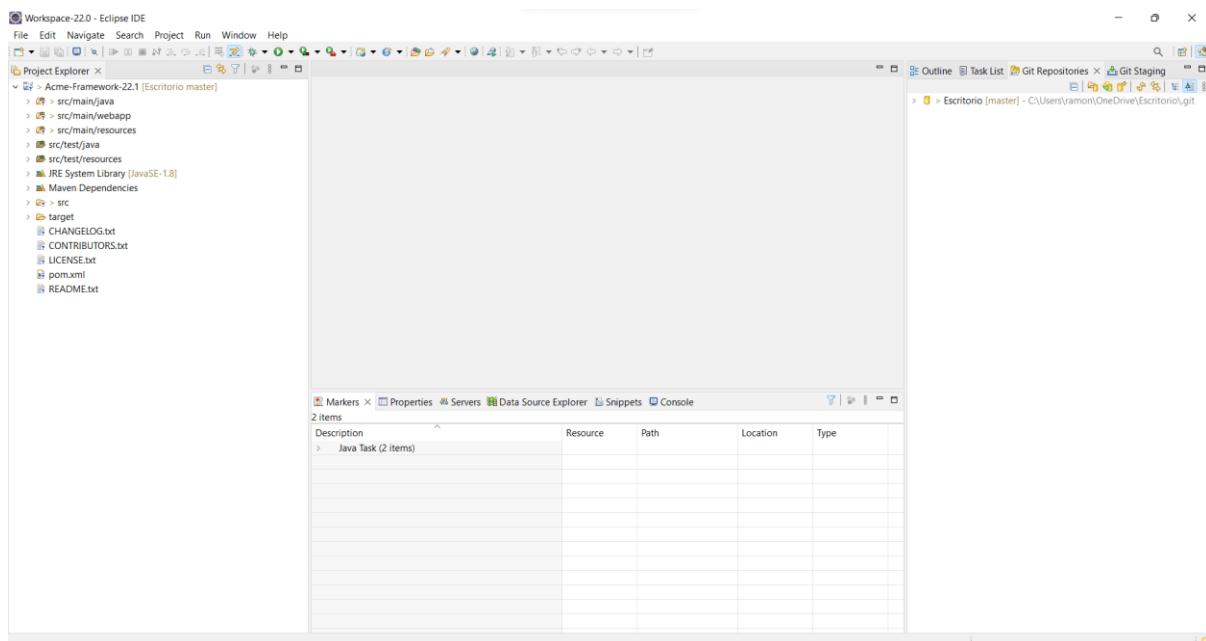 Workspace-22.0 - Eclipse IDE
File Edit Navigate Search Project Run Window Help
Project Explorer
> Acme-Framework-22.1 [Escritorio master]
> src/main/java
> src/main/webapp
> src/main/resources
src/test/java
src/test/resources
JRE System Library [JavaSE-1.8]
Maven Dependencies
> src
target
CHANGELOG.txt
CONTRIBUTORS.txt
LICENSE.txt
pom.xml
README.txt
Markers Properties Servers Data Source Explorer Snippets Console
2 items
Description Resource Path Location Type
Java Task (2 items)
Outline Task List Git Repositories Git Staging
> Escritorio [master] - C:\Users\ramon\OneDrive\Escritorio\.git